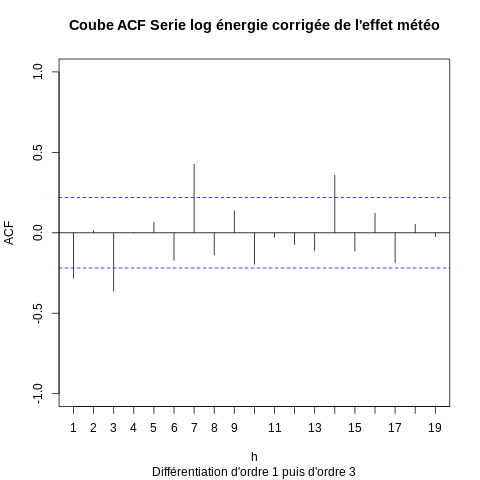 Coube ACF Serie log énergie corrigée de l'effet météo
1.0
0.5
0.0
-0.5
-1.0
ACF
1 2 3 4 5 6 7 8 9 11 13 15 17 19
h
Différentiation d'ordre 1 puis d'ordre 3